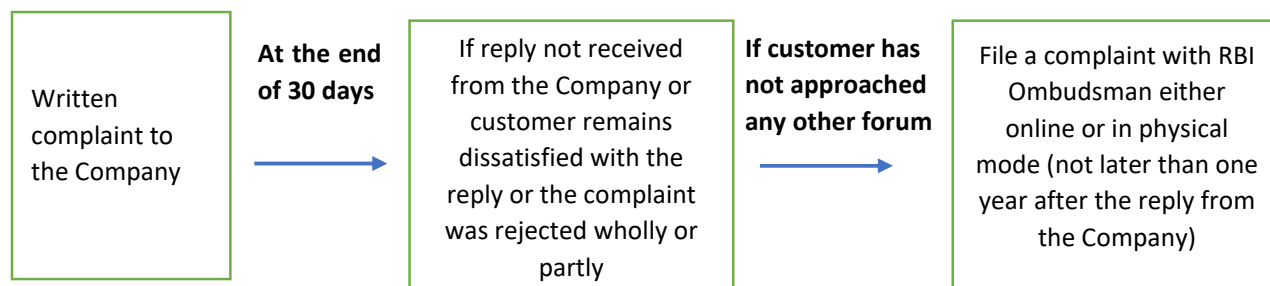 Written
complaint to
the Company
At the end
of 30 days
If reply not received
from the Company or
customer remains
dissatisfied with the
reply or the complaint
was rejected wholly or
partly
If customer has
not approached
any other forum
File a complaint with RBI
Ombudsman either
online or in physical
mode (not later than one
year after the reply from
the Company)